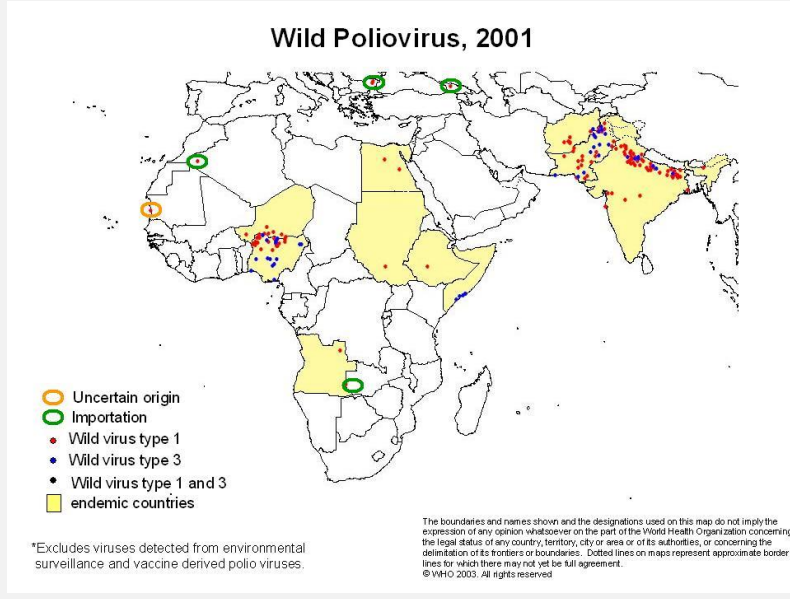 Wild Poliovirus, 2001
Uncertain origin
Importation
Wild virus type 1
Wild virus type 3
Wild virus type 1 and 3
endemic countries
*Excludes viruses detected from environmental
surveillance and vaccine derived polio viruses.
The boundaries and names shown and the designations used on this map do not imply the
expression of any opinion whatsoever on the part of the World Health Organization concerning
the legal status of any country, territory, city or area or of its authorities, or concerning the
delimitation of its frontiers or boundaries. Dotted lines on maps represent approximate border
lines for which there may not yet be full agreement.
© WHO 2003. All rights reserved